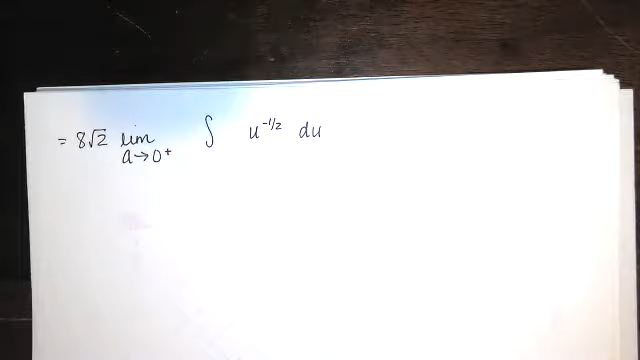 = 8√2 lim ∫ u^{-1/2} du
a→0⁺